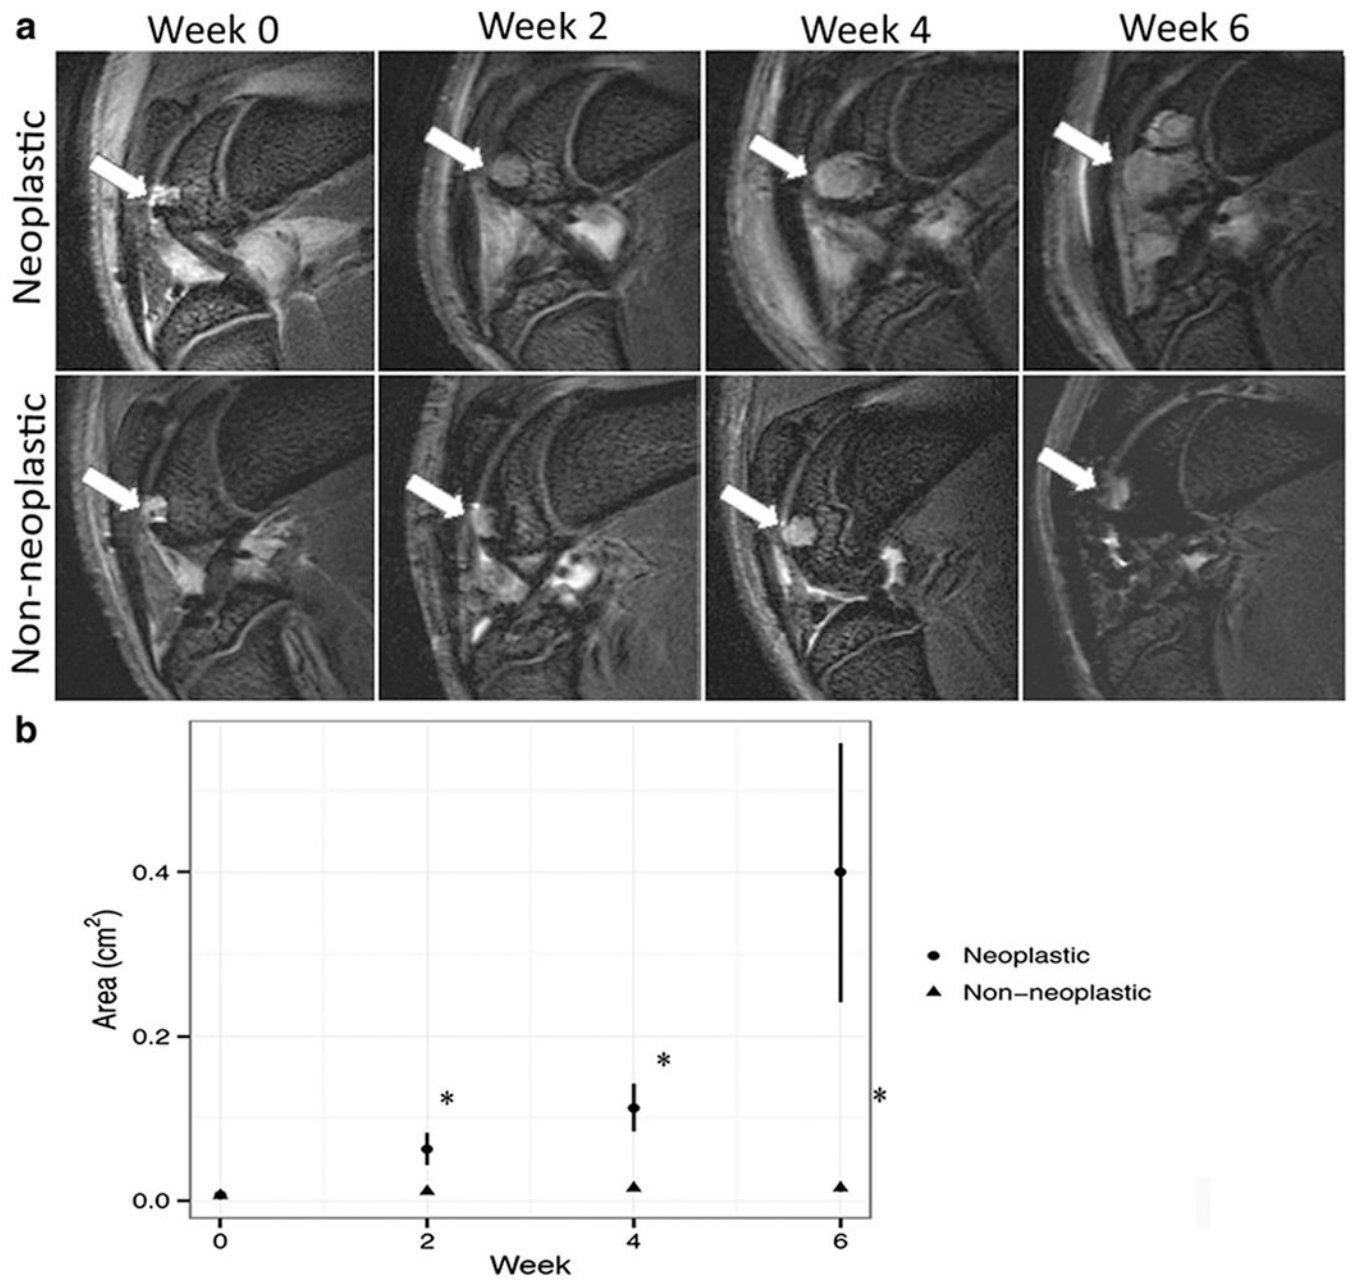 a
Week 0 Week 2 Week 4 Week 6
Neoplastic
Non-neoplastic
b
0.4
0.2
0.0
Area (cm²)
*
*
*
0 2 4 6
Week
Neoplastic
Non−neoplastic